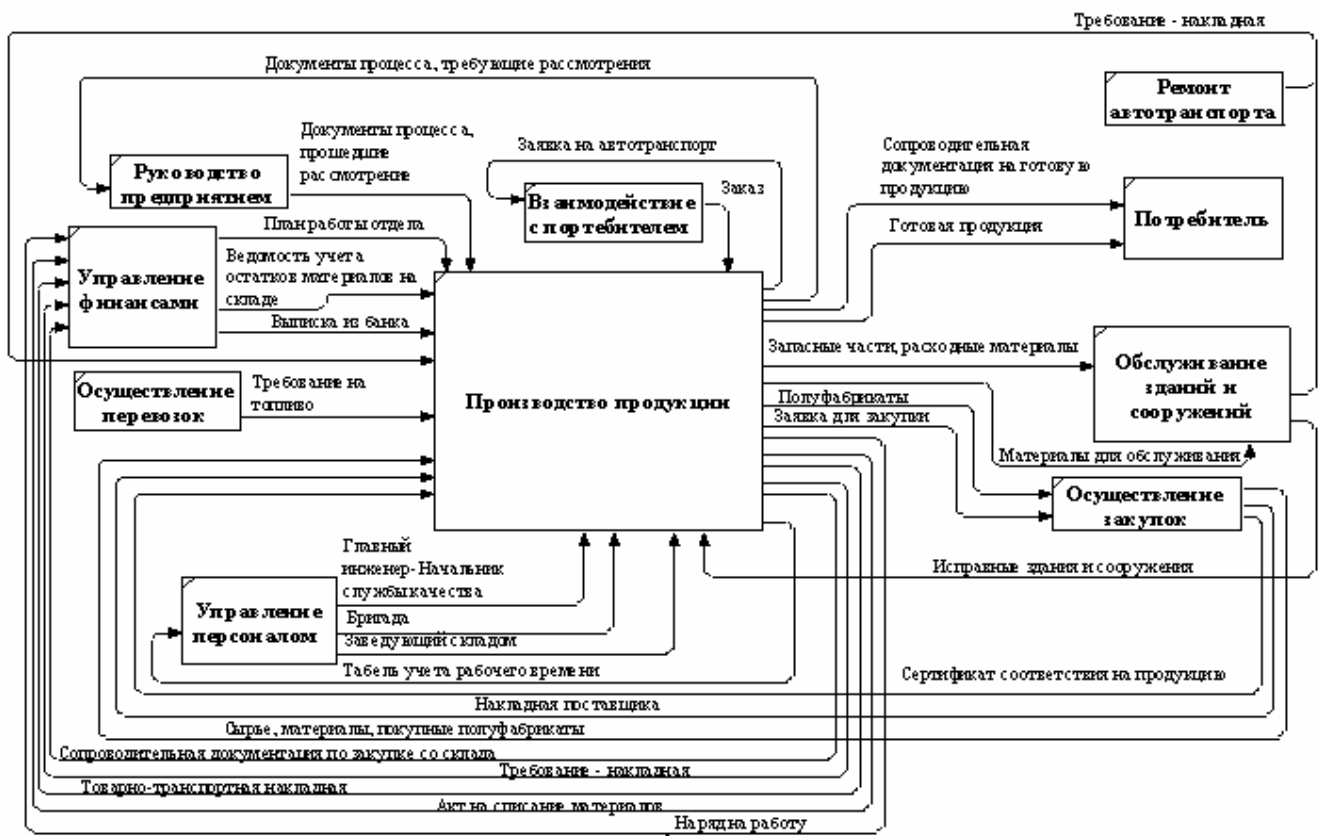 Требование - накладная
Документы процесса, требующие рассмотрения
Ремонт
автотранспорта
Документы процесса,
прошедшие
рассмотрение
Заявка на автотранспорт
Сопроводительная
документация на готовую
продукцию
Руководство
предприятием
Взаимодействие
с портебителем
Заказ
Потребитель
План работы отдела
Готовая продукция
Управление
финансами
Ведомость учета
остатков материалов на
складе
Выписка из банка
Запасные части, расходные материалы
Обслуживание
зданий и
сооружений
Осуществление
перевозок
Требование на
топливо
Производство продукции
Полуфабрикаты
Заявка для закупки
Материалы для обслуживания
Осуществление
закупок
Главный
инженер-Начальник
службы качества
Исправные здания и сооружения
Управление
персоналом
Бригада
Заведующий складом
Табель учета рабочего времени
Сертификат соответствия на продукцию
Накладная поставщика
Сырье, материалы, покупные полуфабрикаты
Сопроводительная документация по закупке со склада
Требование - накладная
Товарно-транспортная накладная
Акт на списание материалов
Наряд на работу